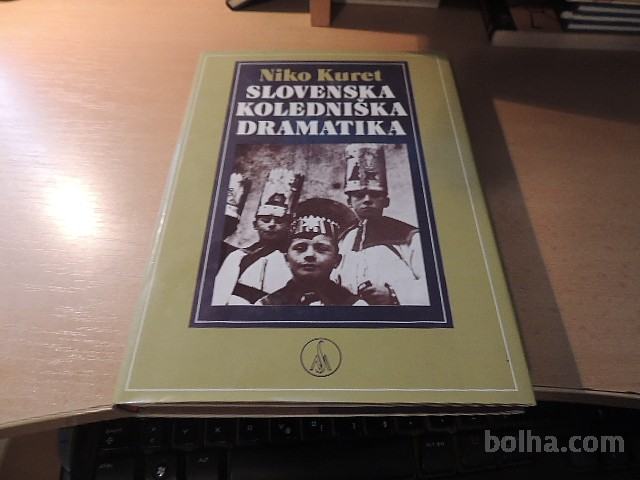 Niko Kuret
SLOVENSKA
KOLEDNIŠKA
DRAMATIKA
bolha.com